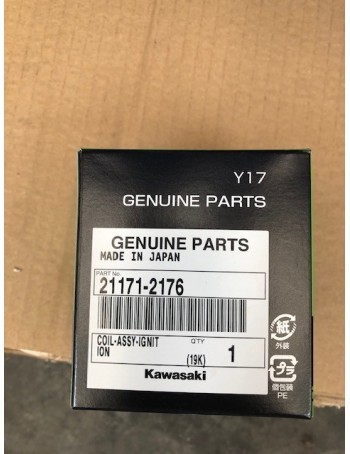 Y17
GENUINE PARTS
GENUINE PARTS
MADE IN JAPAN
PART No.
21171-2176
COIL-ASSY-IGNIT
ION
Q'TY
(19K) 1
Kawasaki
紙
外装
プラ
個包装
PE